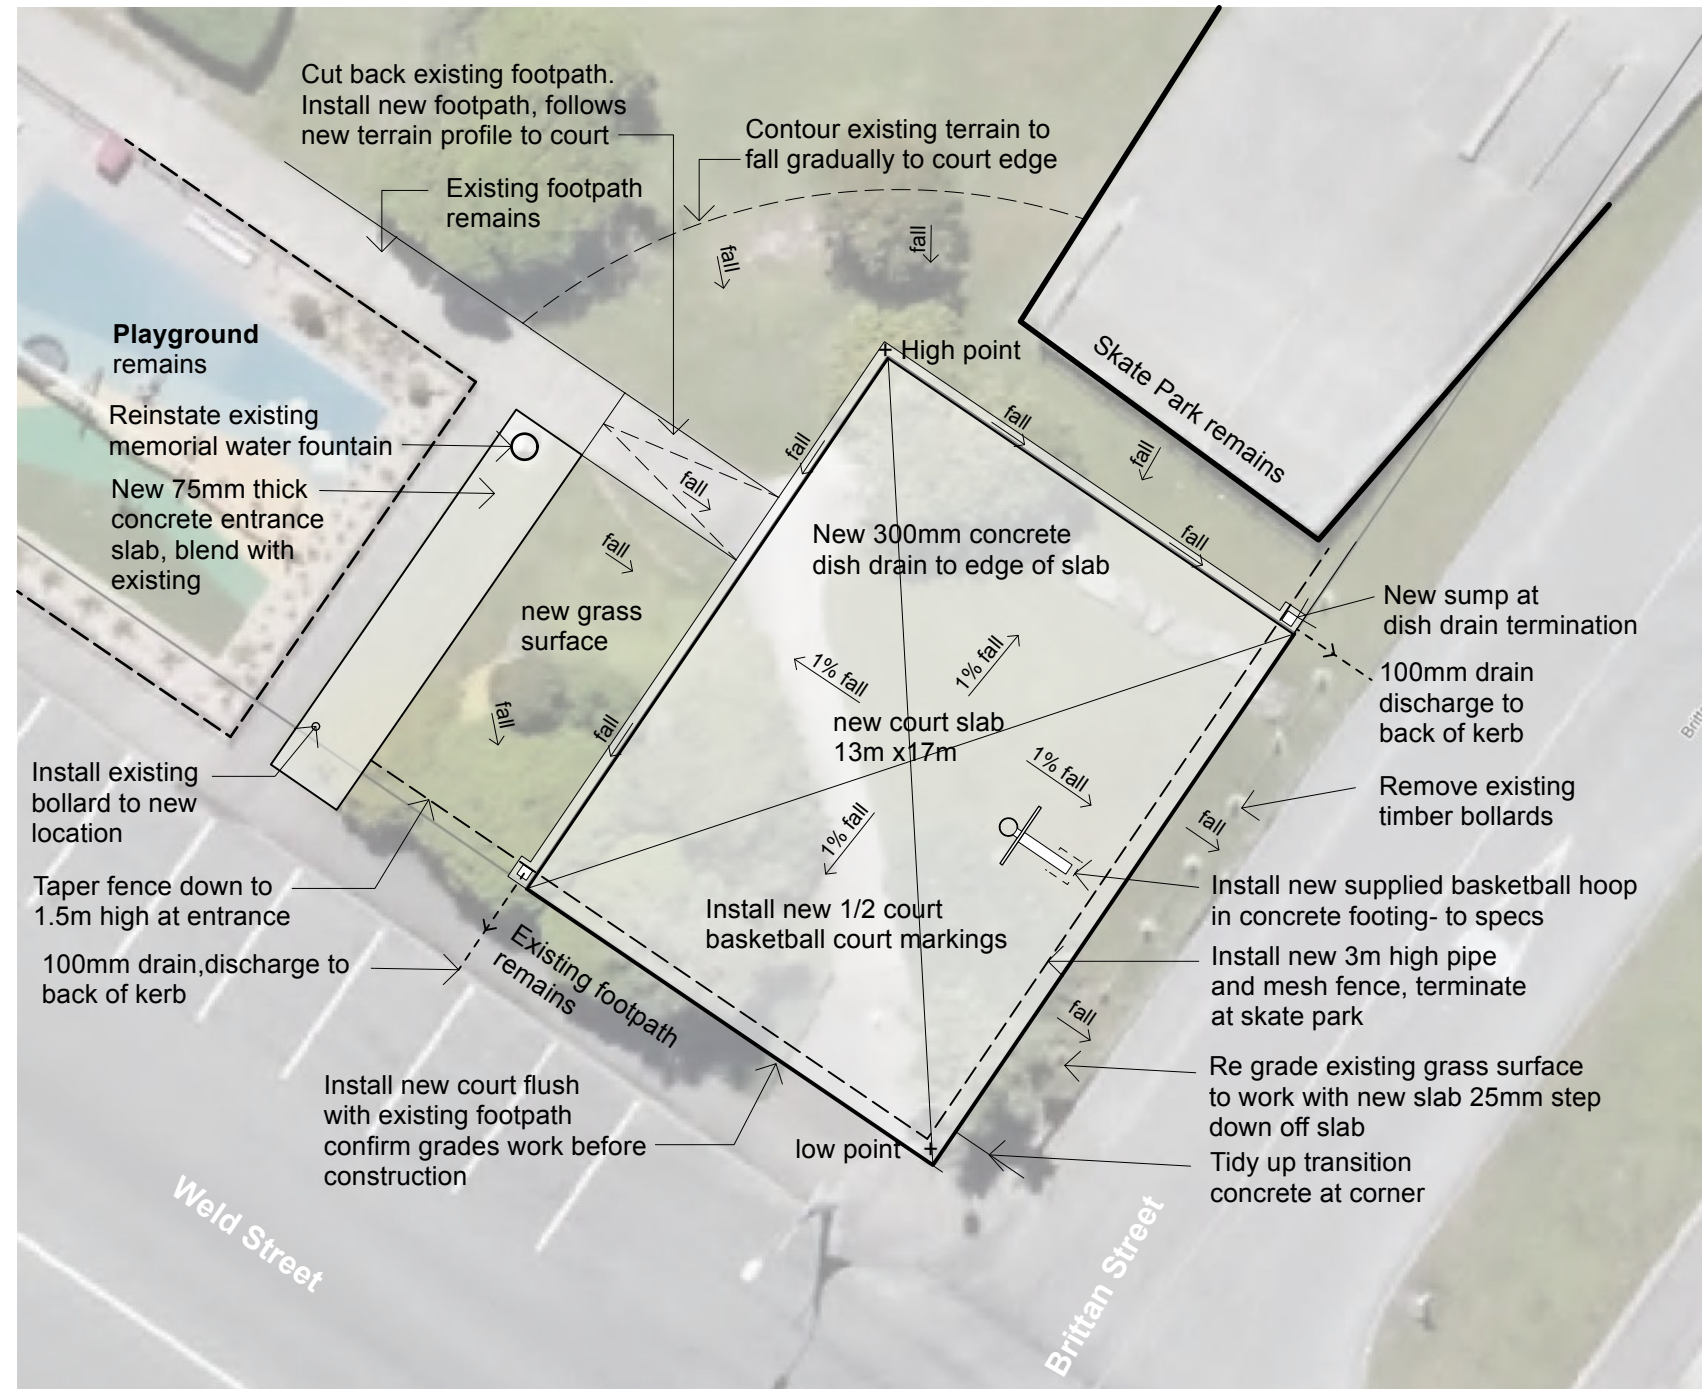 Cut back existing footpath.
Install new footpath, follows
new terrain profile to court
Contour existing terrain to
fall gradually to court edge
Existing footpath
remains
fall
fall
Playground
remains
High point
Skate Park remains
Reinstate existing
memorial water fountain
fall
fall
fall
fall
New 75mm thick
concrete entrance
slab, blend with
existing
New 300mm concrete
dish drain to edge of slab
fall
fall
new grass
surface
New sump at
dish drain termination
1% fall
1% fall
100mm drain
discharge to
back of kerb
fall
fall
new court slab
13m x17m
1% fall
Install existing
bollard to new
location
Remove existing
timber bollards
1% fall
fall
Taper fence down to
1.5m high at entrance
Install new supplied basketball hoop
in concrete footing- to specs
Install new 1/2 court
basketball court markings
Existing footpath
remains
100mm drain,discharge to
back of kerb
Install new 3m high pipe
and mesh fence, terminate
at skate park
fall
Install new court flush
with existing footpath
confirm grades work before
construction
Re grade existing grass surface
to work with new slab 25mm step
down off slab
low point
Tidy up transition
concrete at corner
Weld Street
Brittan Street